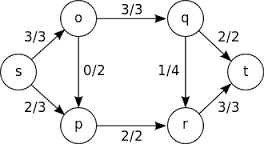 o 3/3 q
3/3 2/2
s 0/2 1/4 t
2/3 3/3
p 2/2 r